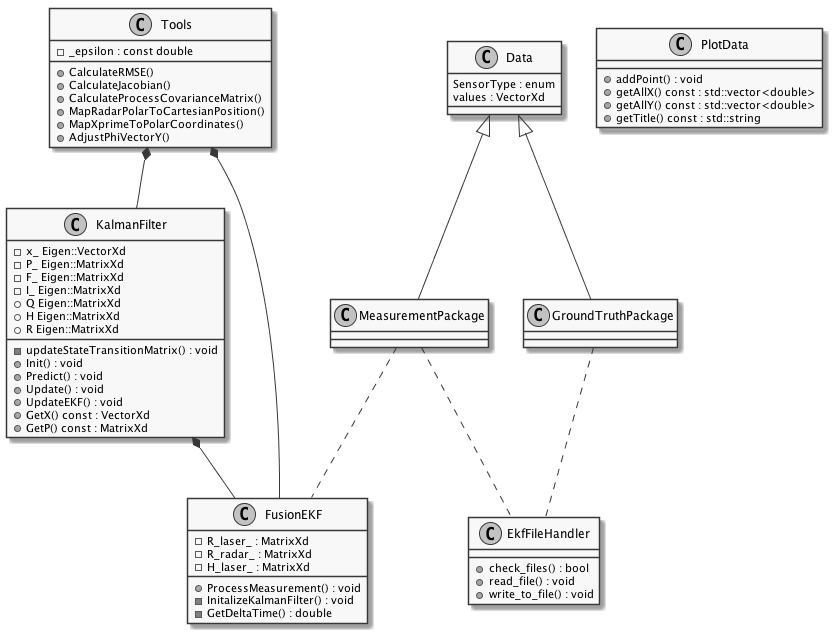 C Tools
_epsilon : const double
CalculateRMSE()
CalculateJacobian()
CalculateProcessCovarianceMatrix()
MapRadarPolarToCartesianPosition()
MapXprimeToPolarCoordinates()
AdjustPhiVectorY()
C Data
SensorType : enum
values : VectorXd
C PlotData
addPoint() : void
getAllX() const : std::vector<double>
getAllY() const : std::vector<double>
getTitle() const : std::string
C KalmanFilter
x_ Eigen::VectorXd
P_ Eigen::MatrixXd
F_ Eigen::MatrixXd
I_ Eigen::MatrixXd
Q Eigen::MatrixXd
H Eigen::MatrixXd
R Eigen::MatrixXd
updateStateTransitionMatrix() : void
Init() : void
Predict() : void
Update() : void
UpdateEKF() : void
GetX() const : VectorXd
GetP() const : MatrixXd
C MeasurementPackage
C GroundTruthPackage
C FusionEKF
R_laser_ : MatrixXd
R_radar_ : MatrixXd
H_laser_ : MatrixXd
ProcessMeasurement() : void
InitalizeKalmanFilter() : void
GetDeltaTime() : double
C EkfFileHandler
check_files() : bool
read_file() : void
write_to_file() : void